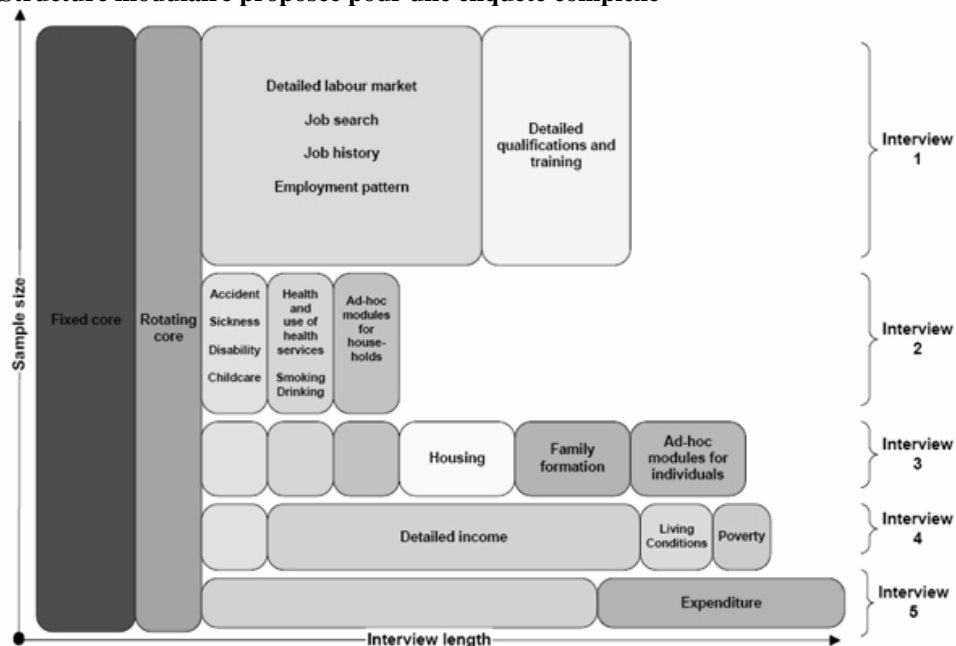 Structure modulaire proposée pour une enquête complexe
Detailed labour market
Job search
Job history
Employment pattern
Detailed
qualifications and
training
Interview
1
Sample size
Fixed core
Rotating
core
Accident
Sickness
Disability
Childcare
Health
and
use of
health
services
Smoking
Drinking
Ad-hoc
modules
for
house-
holds
Interview
2
Housing
Family
formation
Ad-hoc
modules for
individuals
Interview
3
Detailed income
Living
Conditions
Poverty
Interview
4
Expenditure
Interview
5
Interview length